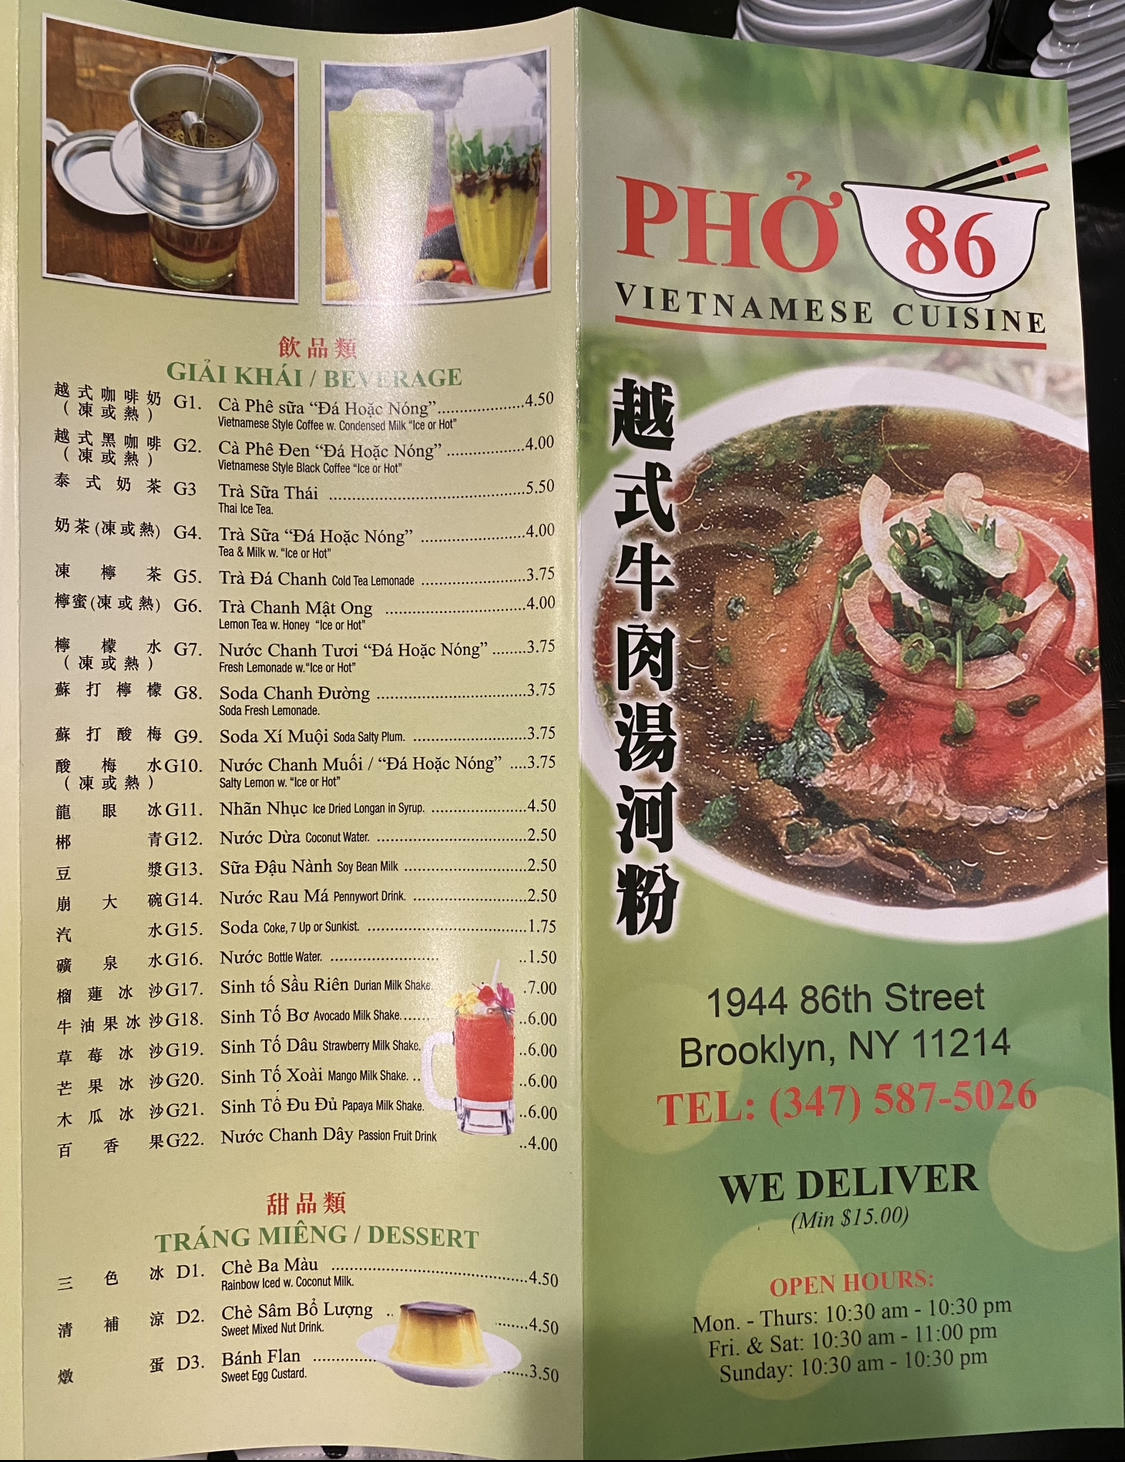 飲品類
GIẢI KHÁI / BEVERAGE
越式咖啡奶 G1. Cà Phê sữa “Đá Hoặc Nóng”.....................4.50
(凍或熱) Vietnamese Style Coffee w. Condensed Milk “Ice or Hot”
越式黑咖啡 G2. Cà Phê Đen “Đá Hoặc Nóng” ...................4.00
(凍或熱) Vietnamese Style Black Coffee “Ice or Hot”
泰式奶茶 G3 Trà Sữa Thái ...............................................5.50
Thai Ice Tea.
奶茶(凍或熱) G4. Trà Sữa “Đá Hoặc Nóng” .........................4.00
Tea & Milk w. “Ice or Hot”
凍檸茶 G5. Trà Đá Chanh Cold Tea Lemonade .........................3.75
檸蜜(凍或熱) G6. Trà Chanh Mật Ong .................................4.00
Lemon Tea w. Honey “Ice or Hot”
檸檬水 G7. Nước Chanh Tươi “Đá Hoặc Nóng” ........3.75
(凍或熱) Fresh Lemonade w.“Ice or Hot”
蘇打檸檬 G8. Soda Chanh Đường ....................................3.75
Soda Fresh Lemonade.
蘇打酸梅 G9. Soda Xí Muội Soda Salty Plum. ...........................3.75
酸梅水 G10. Nước Chanh Muối / “Đá Hoặc Nóng” ....3.75
(凍或熱) Salty Lemon w. “Ice or Hot”
龍眼冰 G11. Nhãn Nhục Ice Dried Longan in Syrup. .......................4.50
梛青 G12. Nước Dừa Coconut Water. ...................................2.50
豆漿 G13. Sữa Đậu Nành Soy Bean Milk ..............................2.50
崩大碗 G14. Nước Rau Má Pennywort Drink. ............................2.50
汽水 G15. Soda Coke, 7 Up or Sunkist. .....................................1.75
礦泉水 G16. Nước Bottle Water. ......................... ..1.50
榴蓮冰沙 G17. Sinh tố Sầu Riên Durian Milk Shake. .7.00
牛油果冰沙 G18. Sinh Tố Bơ Avocado Milk Shake....... ..6.00
草莓冰沙 G19. Sinh Tố Dâu Strawberry Milk Shake. ..6.00
芒果冰沙 G20. Sinh Tố Xoài Mango Milk Shake. .. ..6.00
木瓜冰沙 G21. Sinh Tố Đu Đủ Papaya Milk Shake. ..6.00
百香果 G22. Nước Chanh Dây Passion Fruit Drink ..4.00
甜品類
TRÁNG MIÊNG / DESSERT
三色冰 D1. Chè Ba Màu .............................................4.50
Rainbow Iced w. Coconut Milk.
清補涼 D2. Chè Sâm Bổ Lượng .. .......4.50
Sweet Mixed Nut Drink.
燉蛋 D3. Bánh Flan .............. ......3.50
Sweet Egg Custard.
PHỞ 86
VIETNAMESE CUISINE
越式牛肉湯河粉
1944 86th Street
Brooklyn, NY 11214
TEL: (347) 587-5026
WE DELIVER
(Min $15.00)
OPEN HOURS:
Mon. - Thurs: 10:30 am - 10:30 pm
Fri. & Sat: 10:30 am - 11:00 pm
Sunday: 10:30 am - 10:30 pm